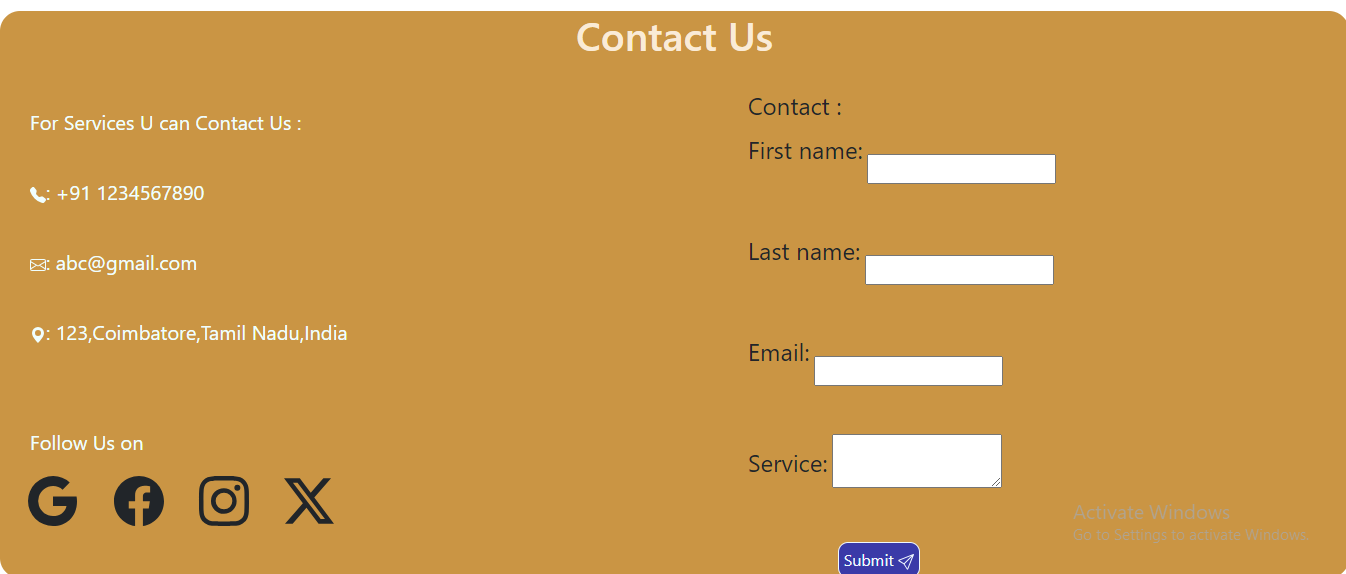 Contact Us
For Services U can Contact Us :
: +91 1234567890
: abc@gmail.com
: 123,Coimbatore,Tamil Nadu,India
Follow Us on
Contact :
First name:
Last name:
Email:
Service:
Submit
Activate Windows
Go to Settings to activate Windows.